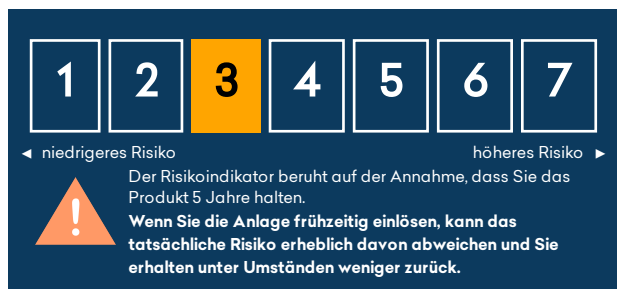 1 2 3 4 5 6 7
◄ niedrigeres Risiko höheres Risiko ►
Der Risikoindikator beruht auf der Annahme, dass Sie das
Produkt 5 Jahre halten.
Wenn Sie die Anlage frühzeitig einlösen, kann das
tatsächliche Risiko erheblich davon abweichen und Sie
erhalten unter Umständen weniger zurück.
!